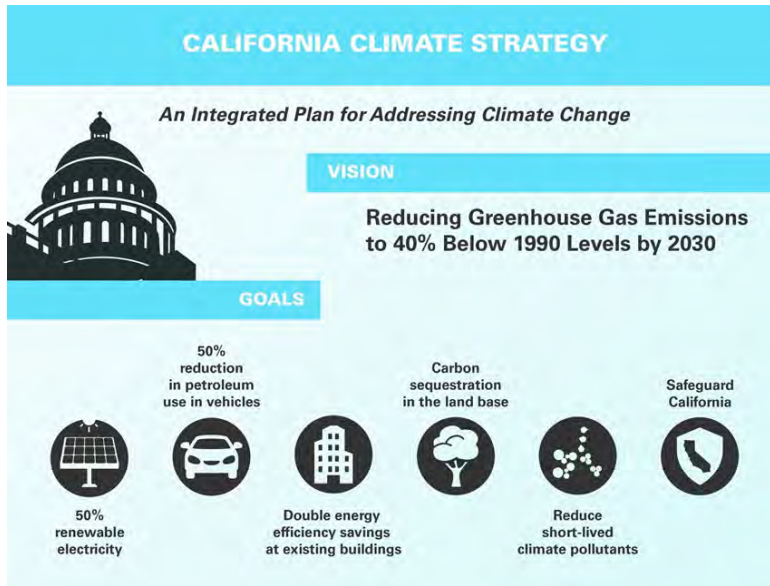 CALIFORNIA CLIMATE STRATEGY
An Integrated Plan for Addressing Climate Change
VISION
Reducing Greenhouse Gas Emissions
to 40% Below 1990 Levels by 2030
GOALS
50%
renewable
electricity
50%
reduction
in petroleum
use in vehicles
Double energy
efficiency savings
at existing buildings
Carbon
sequestration
in the land base
Reduce
short-lived
climate pollutants
Safeguard
California